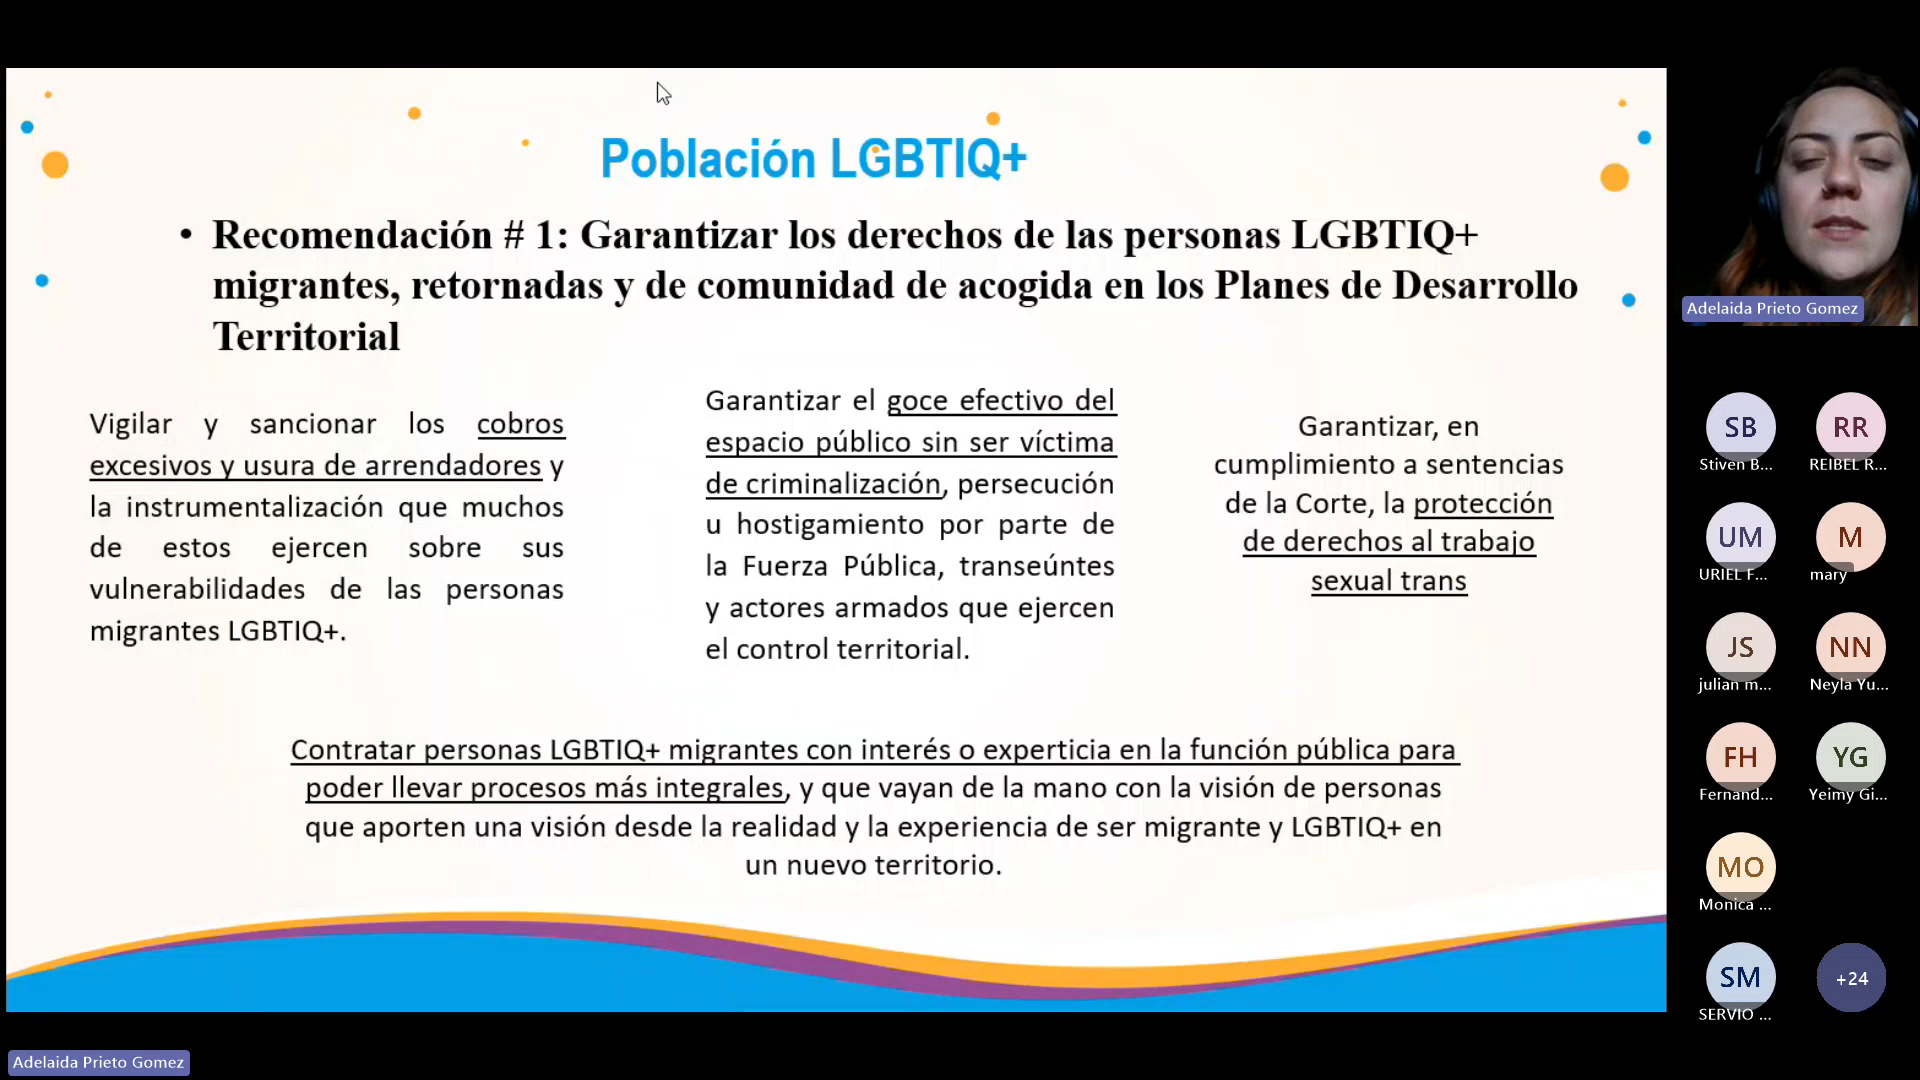 Población LGBTIQ+
• Recomendación # 1: Garantizar los derechos de las personas LGBTIQ+
migrantes, retornadas y de comunidad de acogida en los Planes de Desarrollo
Territorial
Vigilar y sancionar los cobros
excesivos y usura de arrendadores y
la instrumentalización que muchos
de estos ejercen sobre sus
vulnerabilidades de las personas
migrantes LGBTIQ+.
Garantizar el goce efectivo del
espacio público sin ser víctima
de criminalización, persecución
u hostigamiento por parte de
la Fuerza Pública, transeúntes
y actores armados que ejercen
el control territorial.
Garantizar, en
cumplimiento a sentencias
de la Corte, la protección
de derechos al trabajo
sexual trans
Contratar personas LGBTIQ+ migrantes con interés o experticia en la función pública para
poder llevar procesos más integrales, y que vayan de la mano con la visión de personas
que aporten una visión desde la realidad y la experiencia de ser migrante y LGBTIQ+ en
un nuevo territorio.
Adelaida Prieto Gomez
SB
Stiven B...
RR
REIBEL R...
UM
URIEL F...
M
mary
JS
julian m...
NN
Neyla Yu...
FH
Fernand...
YG
Yeimy Gi...
MO
Monica ...
SM
SERVIO ...
+24
Adelaida Prieto Gomez